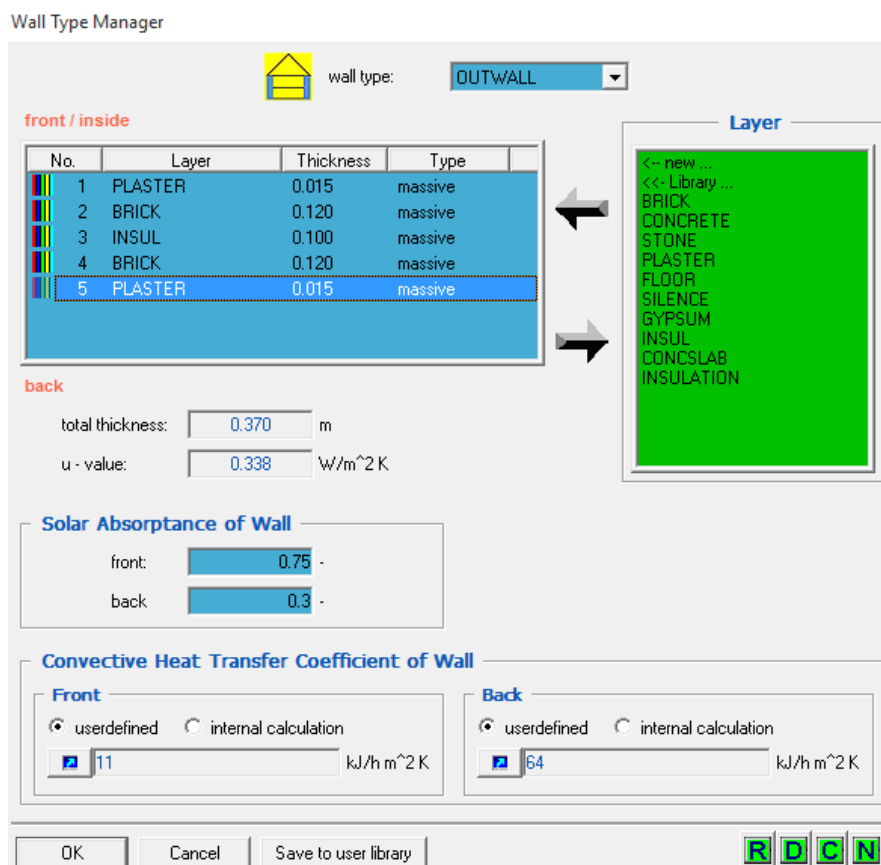 Wall Type Manager
wall type: OUTWALL
front / inside
No. Layer Thickness Type
1 PLASTER 0.015 massive
2 BRICK 0.120 massive
3 INSUL 0.100 massive
4 BRICK 0.120 massive
5 PLASTER 0.015 massive
back
total thickness: 0.370 m
u - value: 0.338 W/m^2 K
Layer
<-- new ...
<<- Library ...
BRICK
CONCRETE
STONE
PLASTER
FLOOR
SILENCE
GYPSUM
INSUL
CONCSLAB
INSULATION
Solar Absorptance of Wall
front: 0.75 -
back 0.3 -
Convective Heat Transfer Coefficient of Wall
Front
userdefined internal calculation
11 kJ/h m^2 K
Back
userdefined internal calculation
64 kJ/h m^2 K
OK Cancel Save to user library R D C N